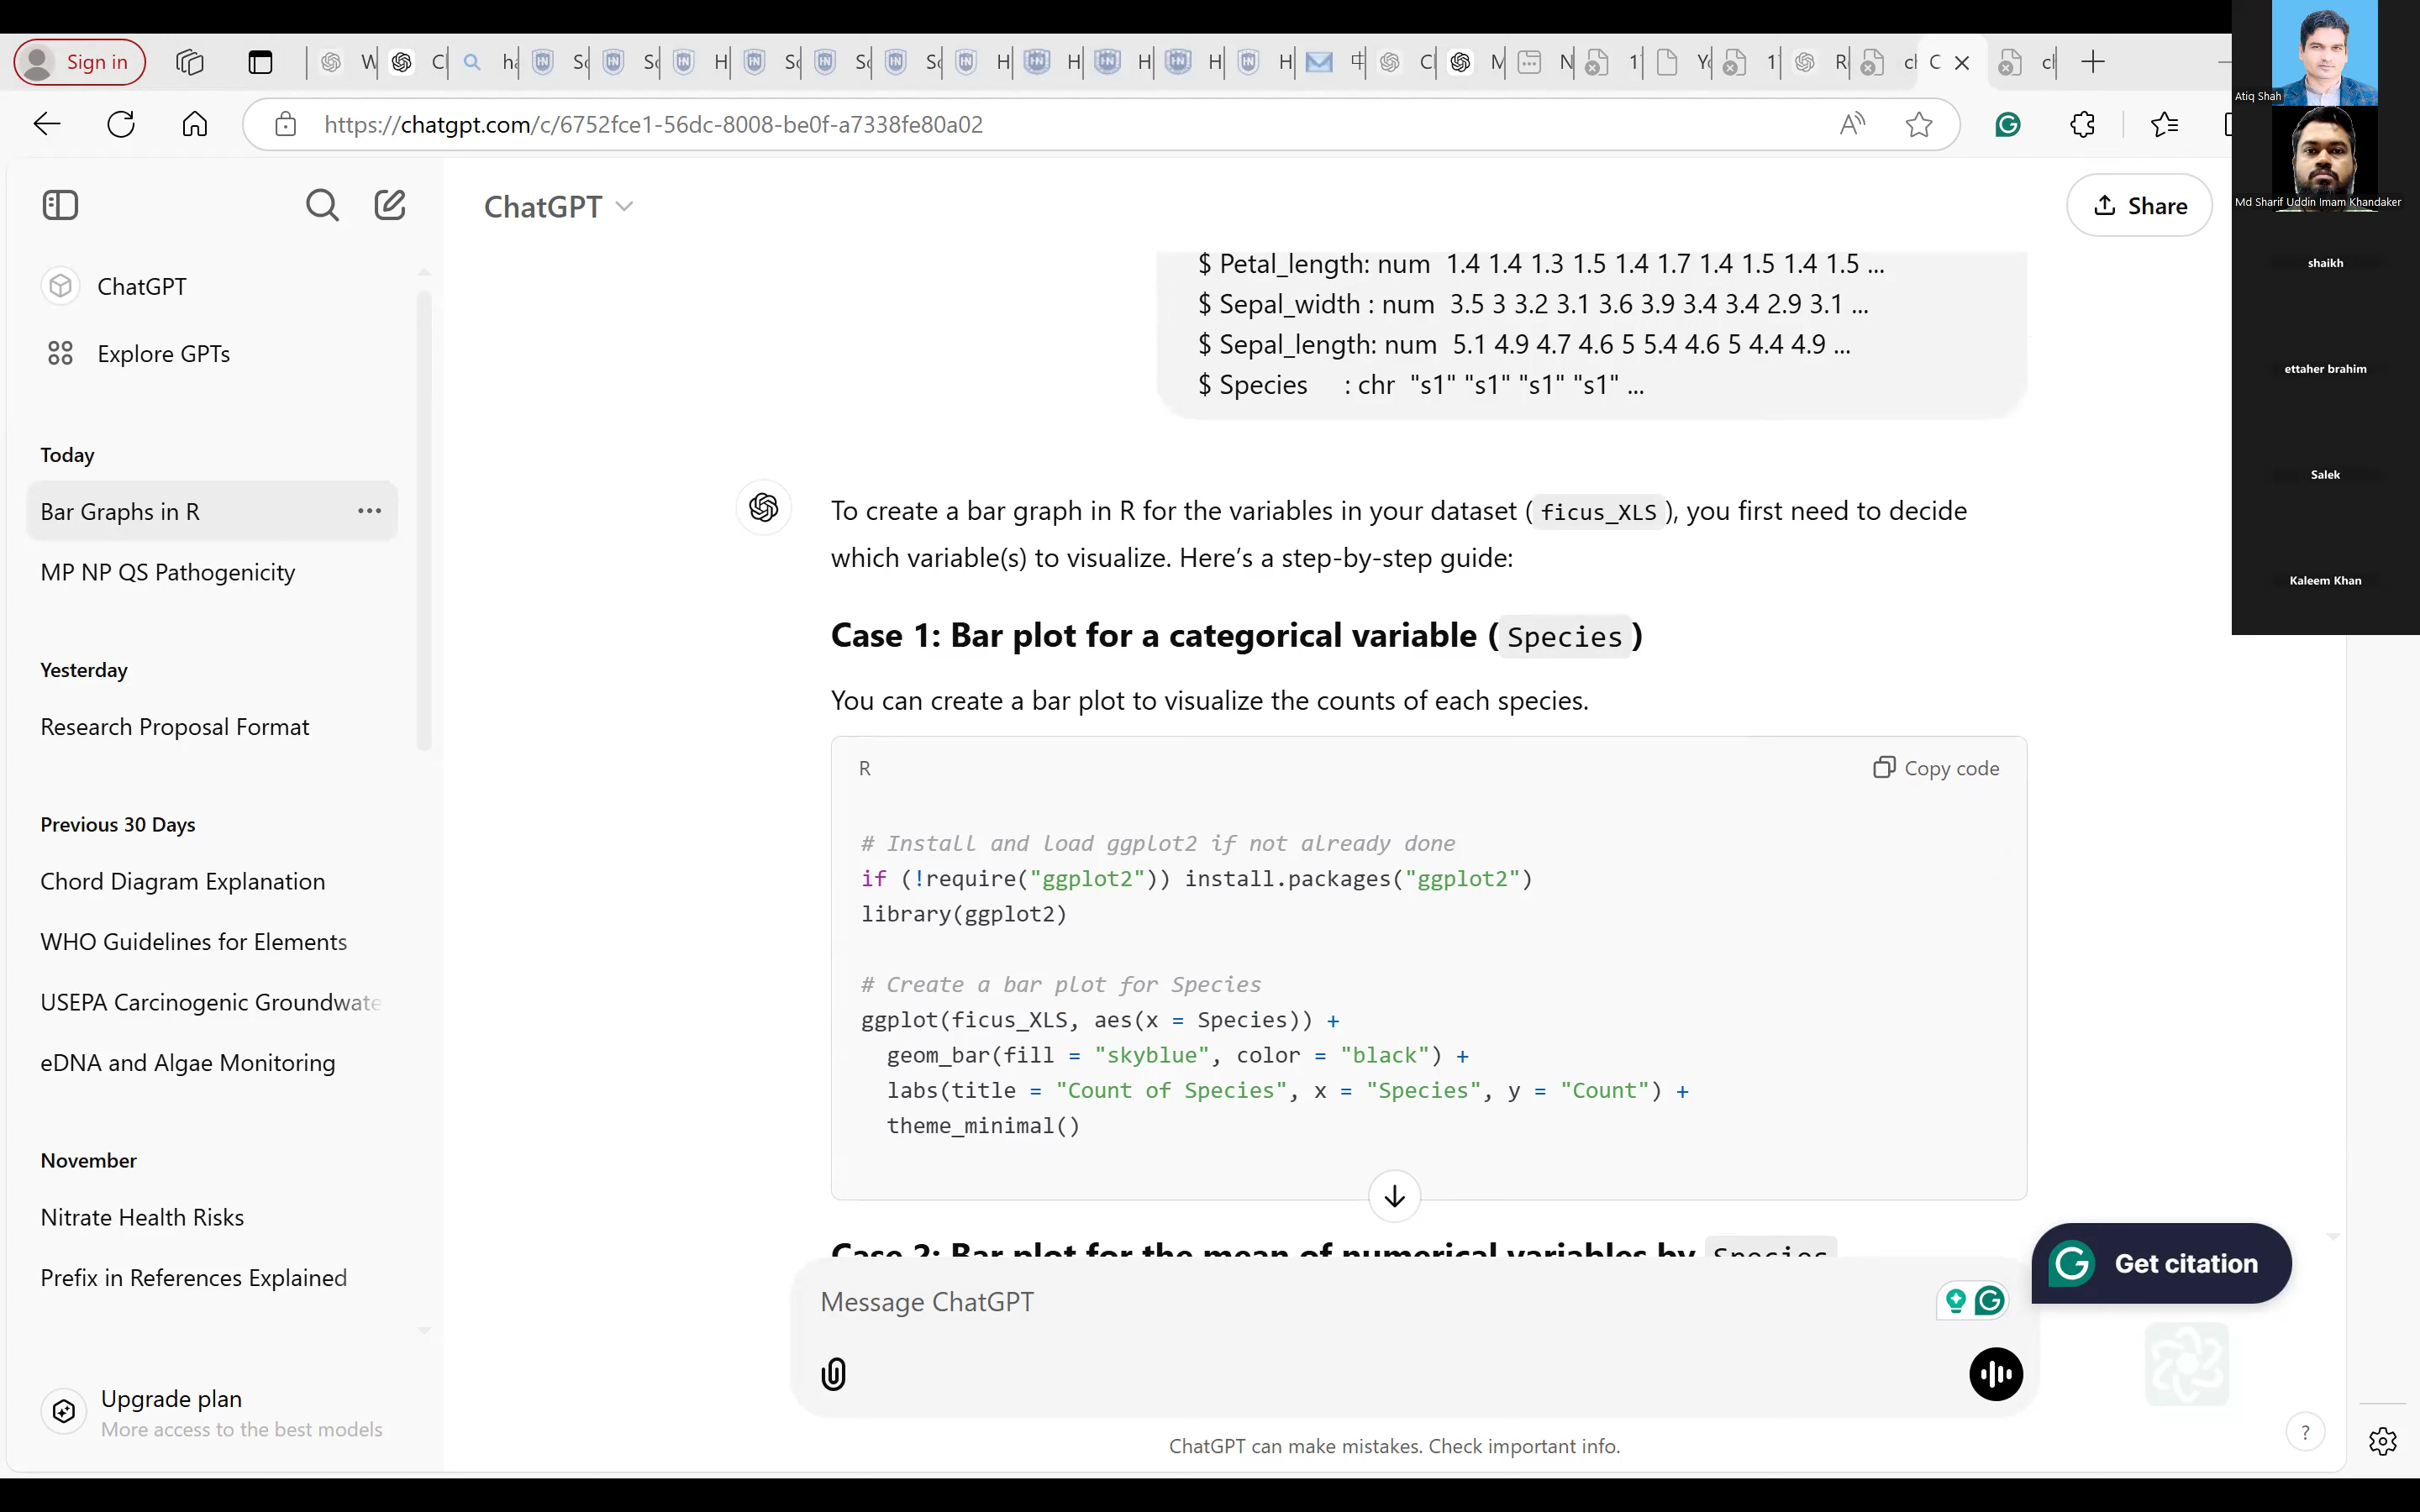 Sign in
https://chatgpt.com/c/6752fce1-56dc-8008-be0f-a7338fe80a02
Atiq Shah
Md Sharif Uddin Imam Khandaker
shaikh
ettaher brahim
Salek
Kaleem Khan
ChatGPT
Explore GPTs
Today
Bar Graphs in R
MP NP QS Pathogenicity
Yesterday
Research Proposal Format
Previous 30 Days
Chord Diagram Explanation
WHO Guidelines for Elements
USEPA Carcinogenic Groundwate
eDNA and Algae Monitoring
November
Nitrate Health Risks
Prefix in References Explained
Upgrade plan
More access to the best models
ChatGPT
Share
$ Petal_length: num 1.4 1.4 1.3 1.5 1.4 1.7 1.4 1.5 1.4 1.5 ...
$ Sepal_width : num 3.5 3 3.2 3.1 3.6 3.9 3.4 3.4 2.9 3.1 ...
$ Sepal_length: num 5.1 4.9 4.7 4.6 5 5.4 4.6 5 4.4 4.9 ...
$ Species : chr "s1" "s1" "s1" "s1" ...
To create a bar graph in R for the variables in your dataset (ficus_XLS), you first need to decide
which variable(s) to visualize. Here’s a step-by-step guide:
Case 1: Bar plot for a categorical variable (Species)
You can create a bar plot to visualize the counts of each species.
R
Copy code
# Install and load ggplot2 if not already done
if (!require("ggplot2")) install.packages("ggplot2")
library(ggplot2)
# Create a bar plot for Species
ggplot(ficus_XLS, aes(x = Species)) +
geom_bar(fill = "skyblue", color = "black") +
labs(title = "Count of Species", x = "Species", y = "Count") +
theme_minimal()
Case 2: Bar plot for the mean of numerical variables by Species
Message ChatGPT
Get citation
ChatGPT can make mistakes. Check important info.
?